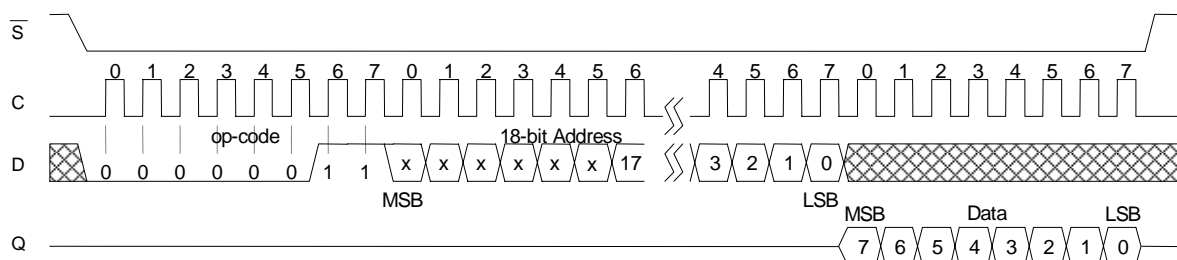 S
0 1 2 3 4 5 6 7 0 1 2 3 4 5 6 4 5 6 7 0 1 2 3 4 5 6 7
C
op-code 18-bit Address
D 0 0 0 0 0 0 1 1 x x x x x x 17 3 2 1 0
MSB LSB MSB Data LSB
Q 7 6 5 4 3 2 1 0